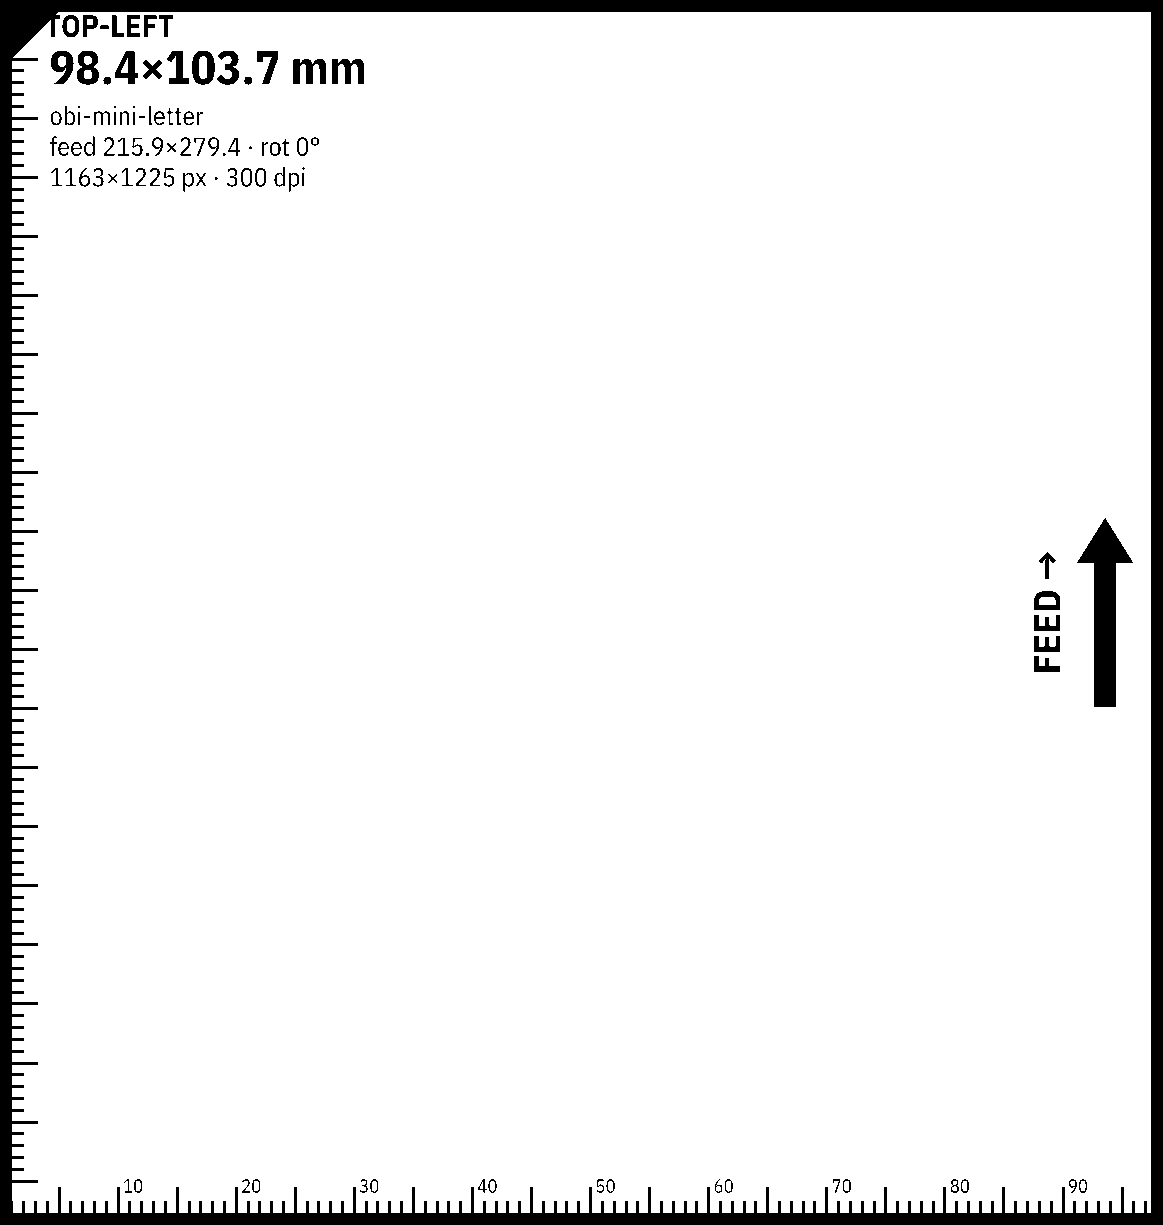 TOP-LEFT
98.4×103.7 mm
obi-mini-letter
feed 215.9×279.4 · rot 0°
1163×1225 px · 300 dpi
FEED →
10 20 30 40 50 60 70 80 90